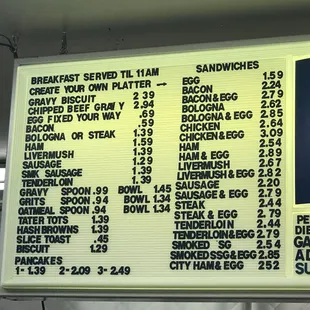 BREAKFAST SERVED TIL 11AM
CREATE YOUR OWN PLATTER →
GRAVY BISCUIT 2 39
CHIPPED BEEF GRAVY 2.94
EGG FIXED YOUR WAY .69
BACON .59
BOLOGNA OR STEAK 1.39
HAM 1.59
LIVERMUSH 1.39
SAUSAGE 1.29
SMK SAUSAGE 1.39
TENDERLOIN 1.39
GRAVY SPOON .99 BOWL 1.45
GRITS SPOON .94 BOWL 1.34
OATMEAL SPOON .94 BOWL 1.34
TATER TOTS 1.39
HASHBROWNS 1.39
SLICE TOAST .45
BISCUIT 1.29
PANCAKES
1- 1.39 2-2.09 3-2.49
SANDWICHES
EGG 1.59
BACON 2.24
BACON&EGG 2.79
BOLOGNA 2.62
BOLOGNA & EGG 2.85
CHICKEN 2.64
CHICKEN&EGG 3.09
HAM 2.54
HAM & EGG 2.89
LIVERMUSH 2.67
LIVERMUSH & EGG 2.82
SAUSAGE 2.20
SAUSAGE & EGG 2.79
STEAK 2.44
STEAK & EGG 2.79
TENDERLOIN 2.44
TENDERLOIN&EGG 2.79
SMOKED SG 2.54
SMOKEDSSG&EGG 2.85
CITY HAM&EGG 252